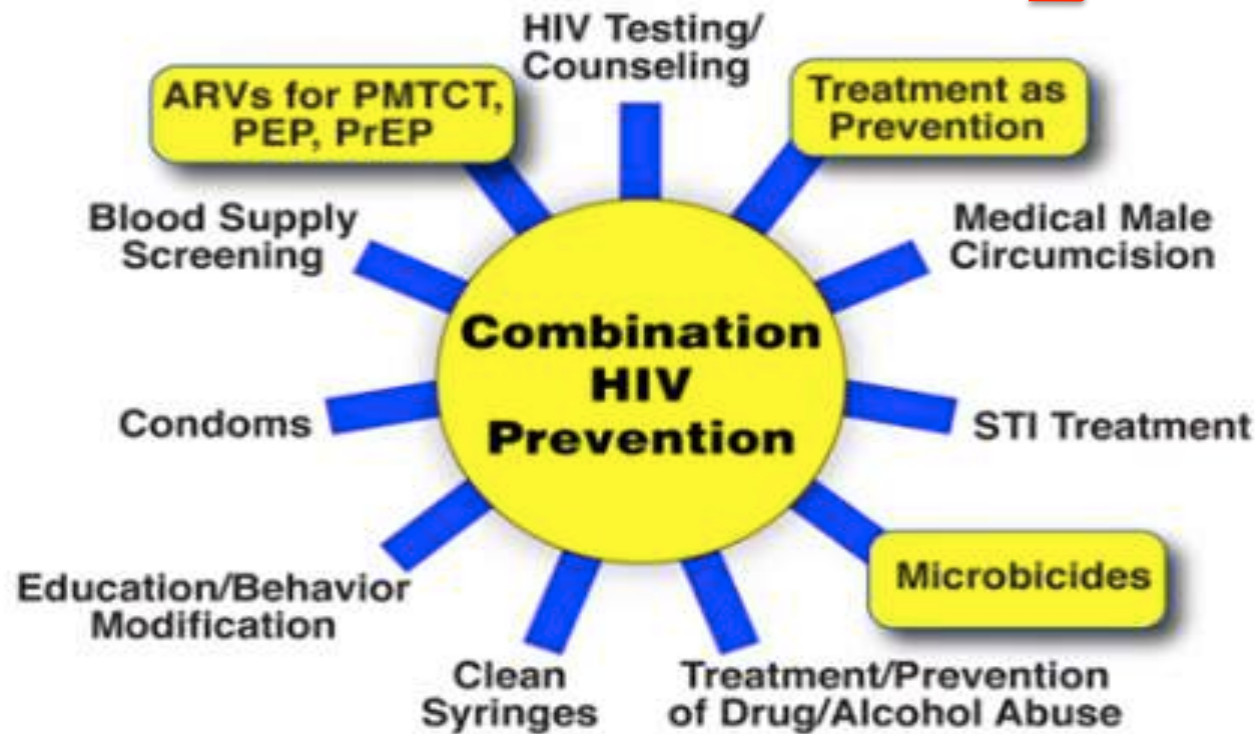 HIV Testing/
Counseling
ARVs for PMTCT,
PEP, PrEP
Treatment as
Prevention
Blood Supply
Screening
Medical Male
Circumcision
Combination
HIV
Prevention
Condoms
STI Treatment
Education/Behavior
Modification
Microbicides
Clean
Syringes
Treatment/Prevention
of Drug/Alcohol Abuse